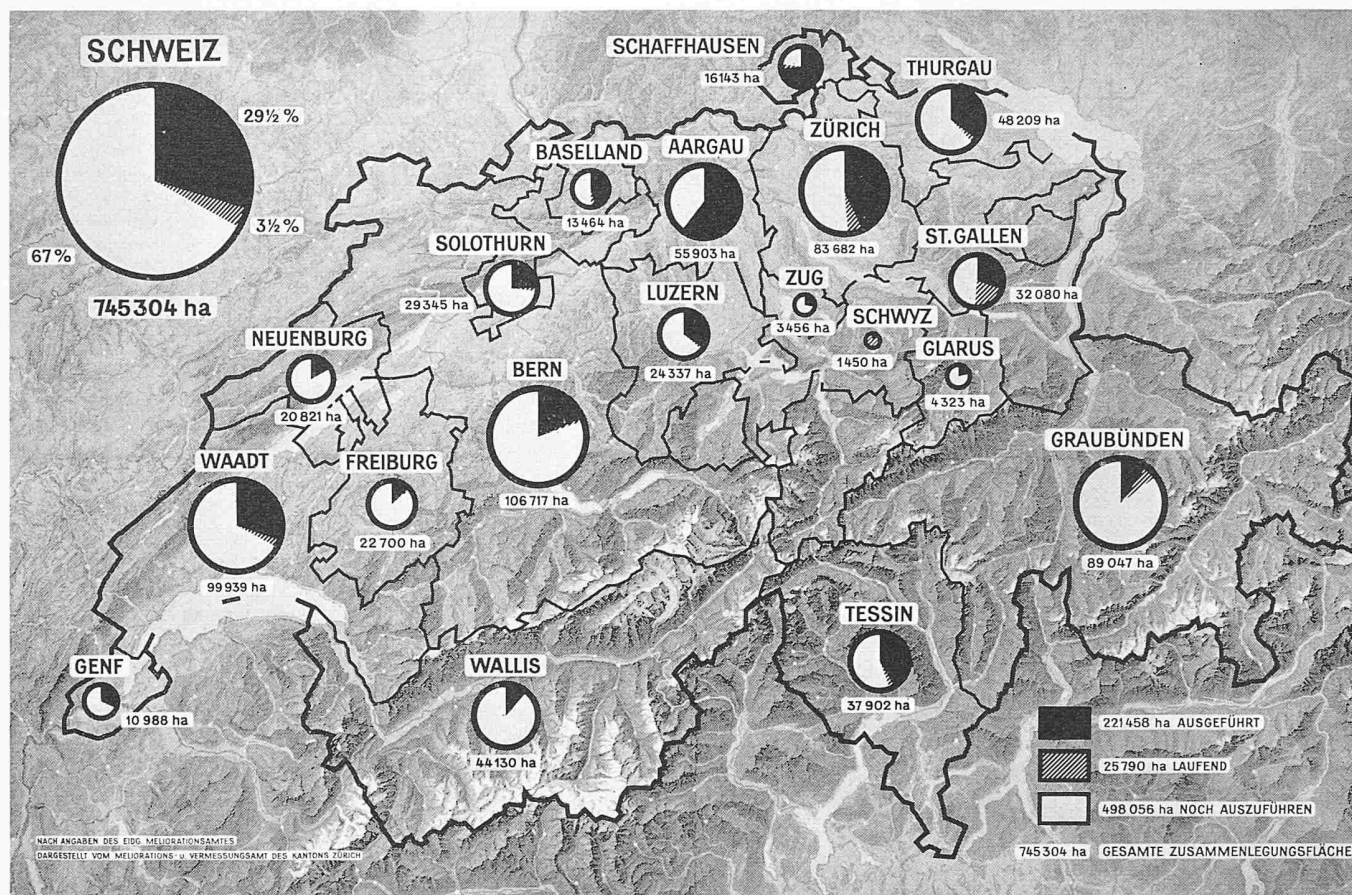 SCHWEIZ
29½ %
3½ %
67 %
745304 ha
SCHAFFHAUSEN
16143 ha
THURGAU
48209 ha
ZÜRICH
83682 ha
AARGAU
55903 ha
BASELLAND
13464 ha
SOLOTHURN
29345 ha
LUZERN
24337 ha
ZUG
3456 ha
SCHWYZ
1450 ha
ST. GALLEN
32080 ha
GLARUS
4323 ha
NEUENBURG
20821 ha
BERN
106717 ha
GRAUBÜNDEN
89047 ha
WAADT
99939 ha
FREIBURG
22700 ha
GENF
10988 ha
WALLIS
44130 ha
TESSIN
37902 ha
221458 ha AUSGEFÜHRT
25790 ha LAUFEND
498056 ha NOCH AUSZUFÜHREN
745304 ha GESAMTE ZUSAMMENLEGUNGSFLÄCHE
NACH ANGABEN DES EIDG. MELIORATIONSAMTES
DARGESTELLT VOM MELIORATIONS- u. VERMESSUNGSAMT DES KANTONS ZÜRICH